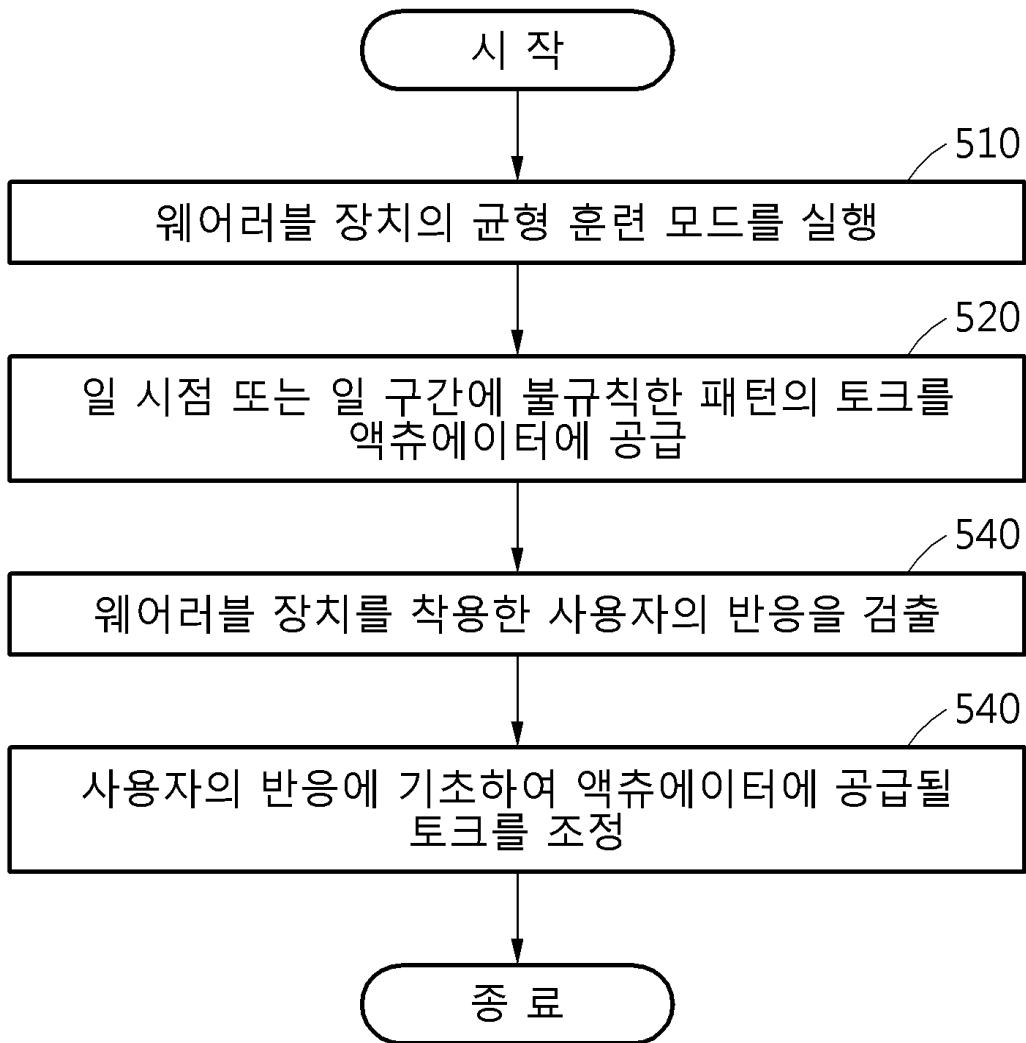 시 작
510
웨어러블 장치의 균형 훈련 모드를 실행
520
일 시점 또는 일 구간에 불규칙한 패턴의 토크를
액츄에이터에 공급
540
웨어러블 장치를 착용한 사용자의 반응을 검출
540
사용자의 반응에 기초하여 액츄에이터에 공급될
토크를 조정
종 료